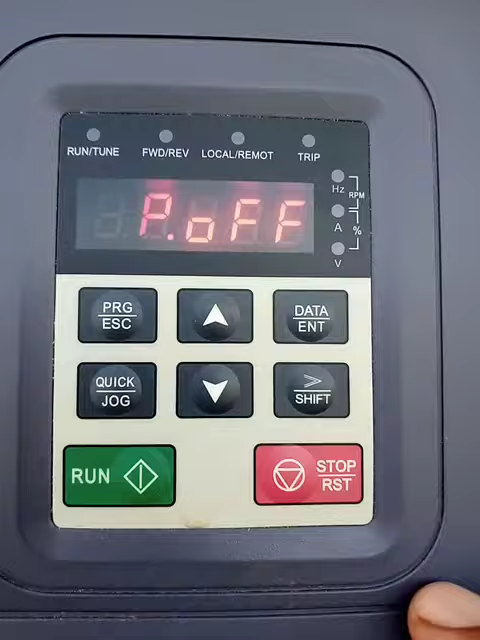 RUN/TUNE FWD/REV LOCAL/REMOT TRIP
P.oFF
Hz
RPM
A
%
V
PRG
ESC
DATA
ENT
QUICK
JOG
>
SHIFT
RUN
STOP
RST